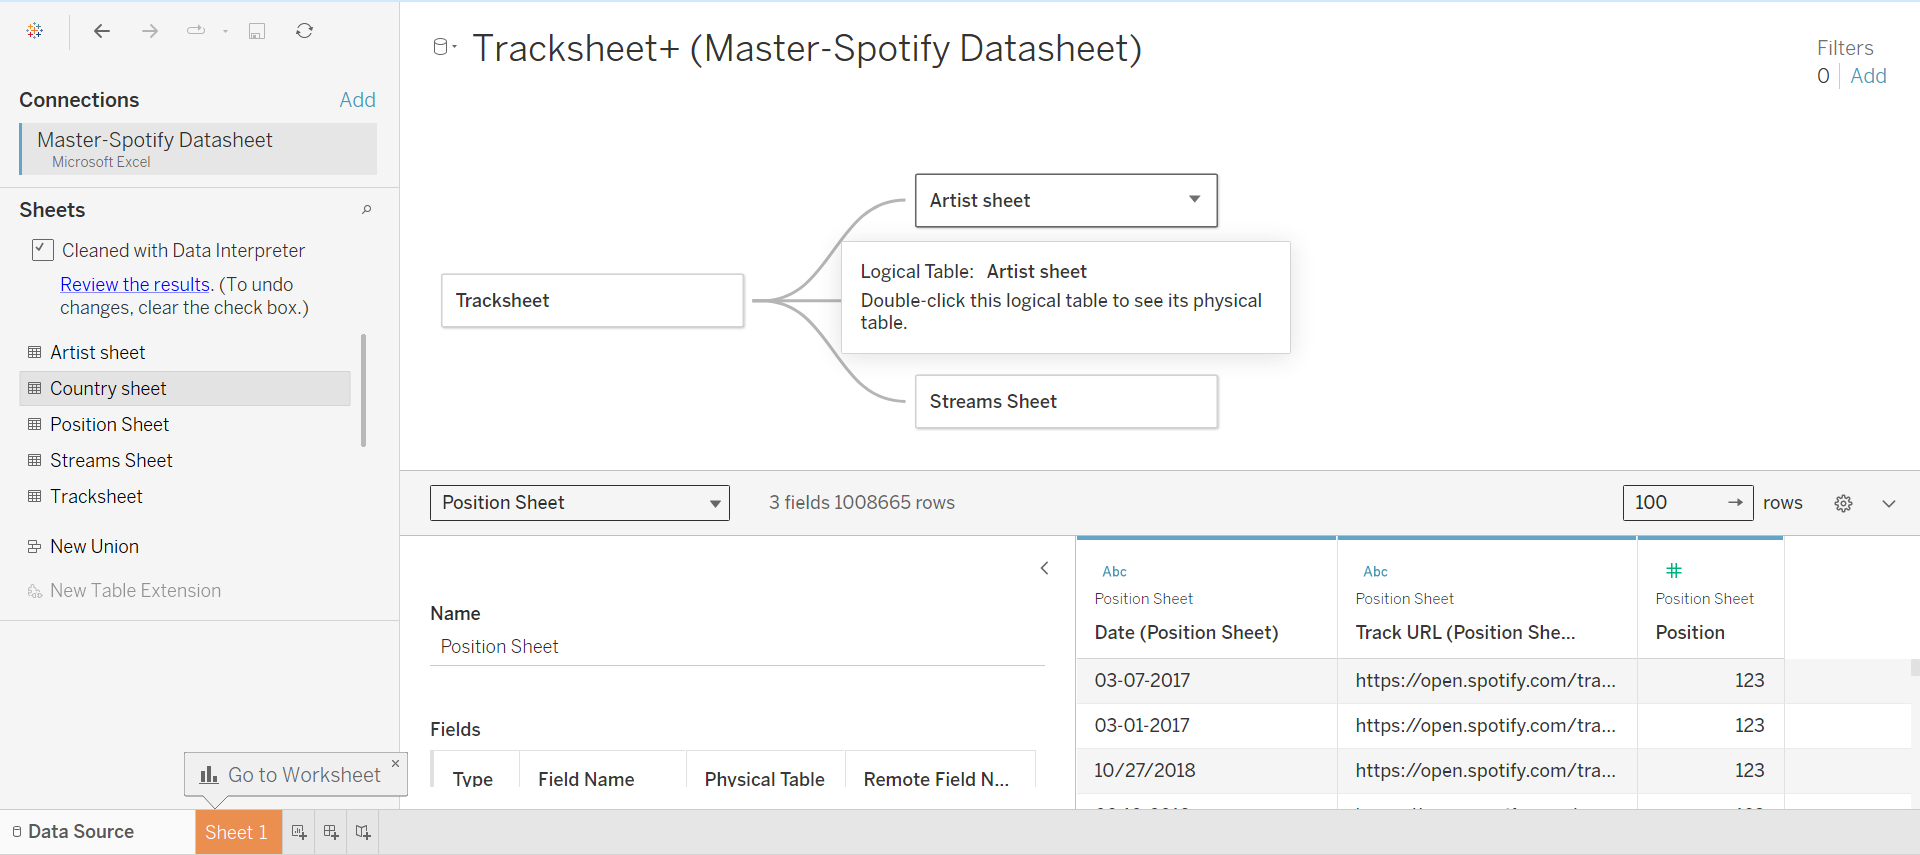 Tracksheet+ (Master-Spotify Datasheet)
Filters
0 Add
Connections Add
Master-Spotify Datasheet
Microsoft Excel
Sheets
Cleaned with Data Interpreter
Review the results. (To undo
changes, clear the check box.)
Artist sheet
Country sheet
Position Sheet
Streams Sheet
Tracksheet
New Union
New Table Extension
Artist sheet
Tracksheet
Logical Table: Artist sheet
Double-click this logical table to see its physical
table.
Streams Sheet
Position Sheet 3 fields 1008665 rows 100 → rows
Name
Position Sheet
Fields
Type Field Name Physical Table Remote Field N...
Abc Abc #
Position Sheet Position Sheet Position Sheet
Date (Position Sheet) Track URL (Position She... Position
03-07-2017 https://open.spotify.com/tra... 123
03-01-2017 https://open.spotify.com/tra... 123
10/27/2018 https://open.spotify.com/tra... 123
Go to Worksheet ×
Data Source Sheet 1